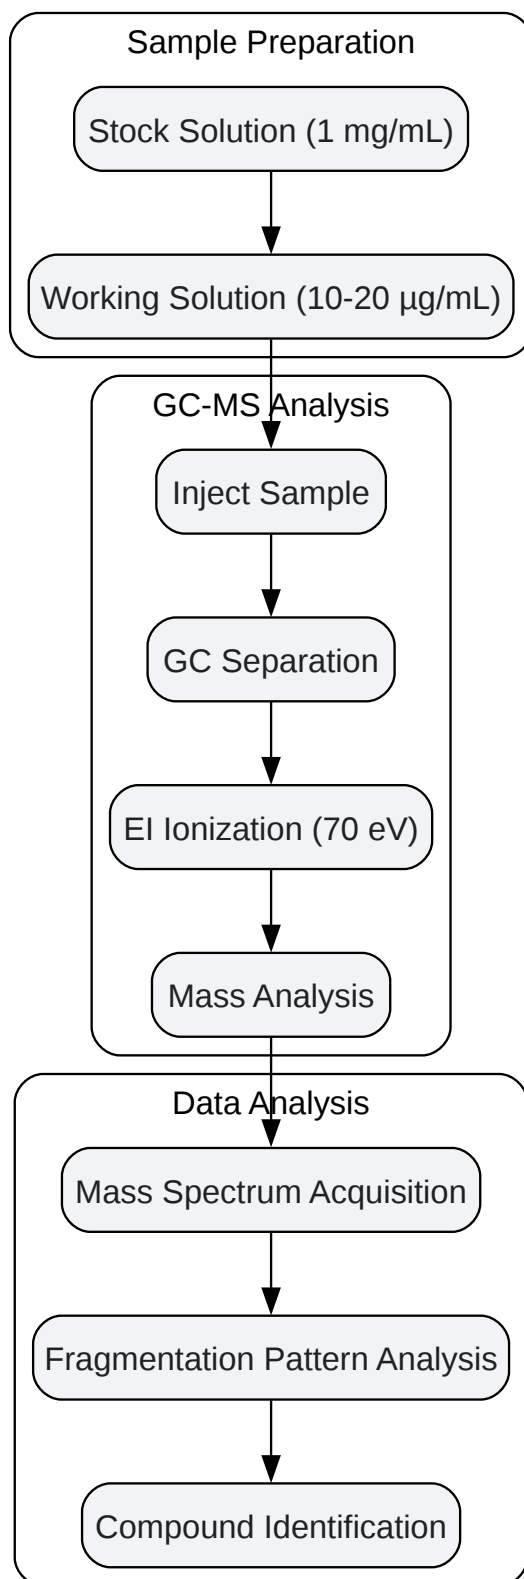 Sample Preparation
Stock Solution (1 mg/mL)
Working Solution (10-20 µg/mL)
GC-MS Analysis
Inject Sample
GC Separation
EI Ionization (70 eV)
Mass Analysis
Data Analysis
Mass Spectrum Acquisition
Fragmentation Pattern Analysis
Compound Identification